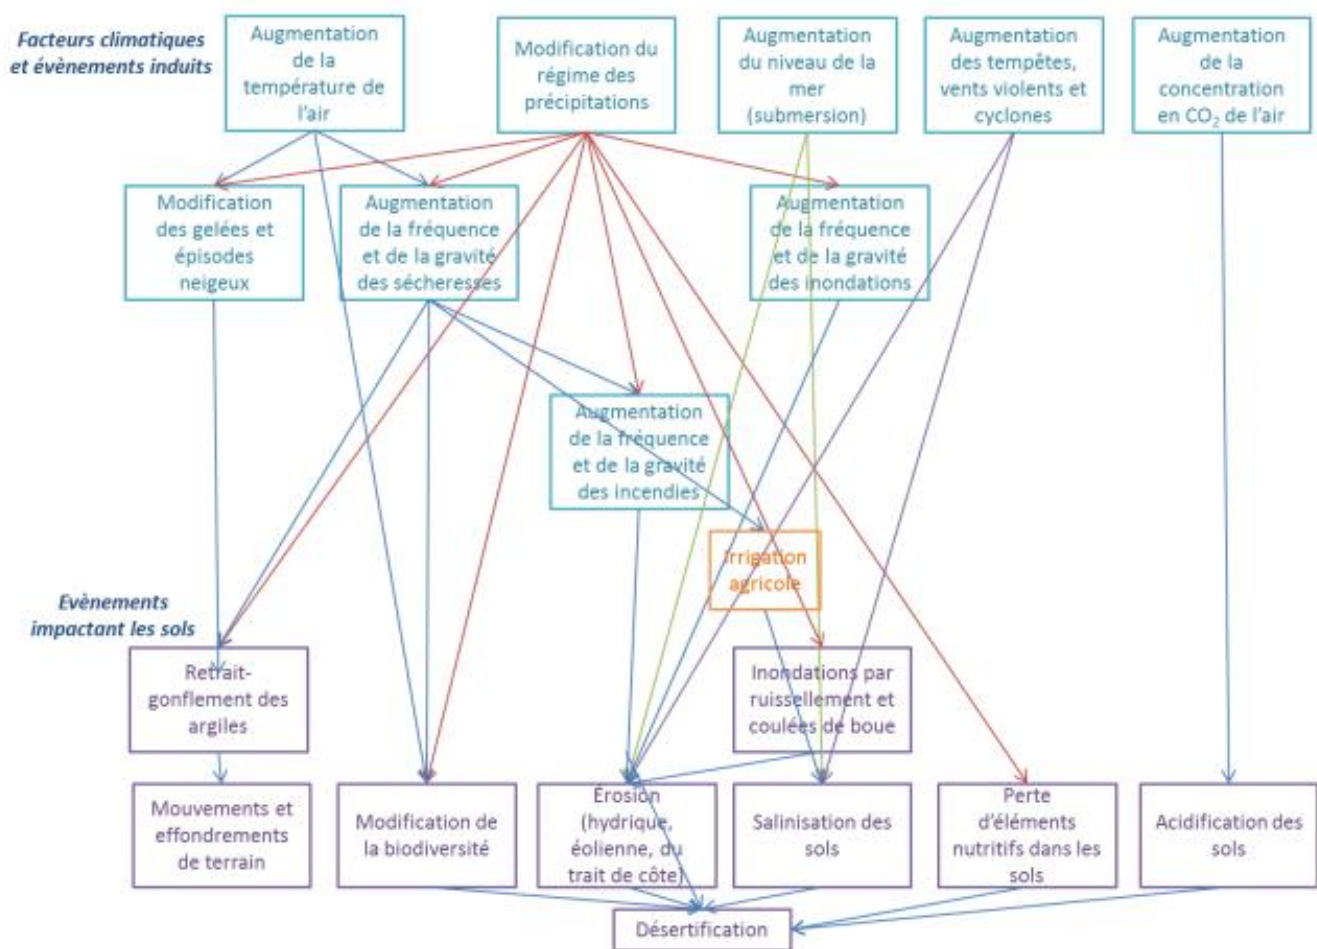 Facteurs climatiques
et évènements induits
Augmentation
de la
température de
l'air
Modification du
régime des
précipitations
Augmentation
du niveau de la
mer
(submersion)
Augmentation
des tempêtes,
vents violents et
cyclones
Augmentation
de la
concentration
en CO₂ de l'air
Modification
des gelées et
épisodes
neigeux
Augmentation
de la fréquence
et de la gravité
des sécheresses
Augmentation
de la fréquence
et de la gravité
des inondations
Augmentation
de la fréquence
et de la gravité
des incendies
Irrigation
agricole
Evènements
impactant les sols
Retrait-
gonflement des
argiles
Inondations par
ruissellement et
coulées de boue
Mouvements et
effondrements
de terrain
Modification de
la biodiversité
Érosion
(hydrique,
éolienne, du
trait de côte)
Salinisation des
sols
Perte
d'éléments
nutritifs dans les
sols
Acidification des
sols
Désertification